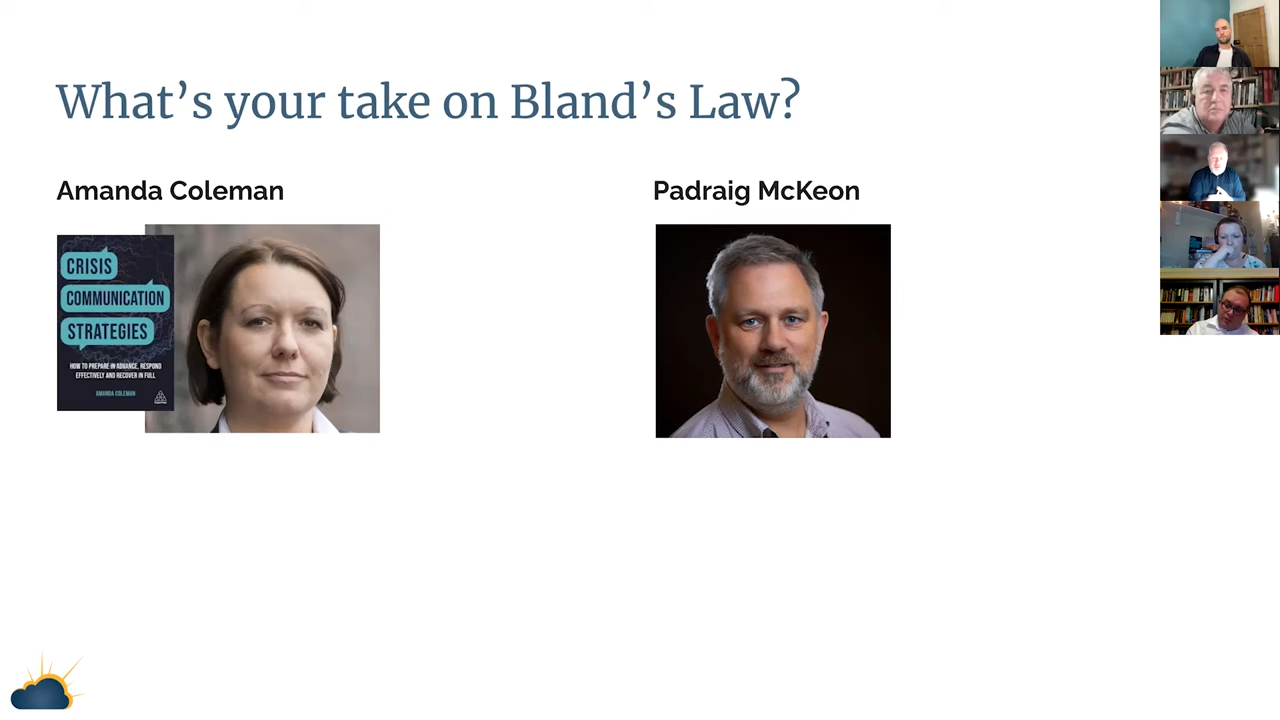 What's your take on Bland's Law?
Amanda Coleman
Padraig McKeon
CRISIS
COMMUNICATION
STRATEGIES
HOW TO PREPARE IN ADVANCE, RESPOND
EFFECTIVELY AND RECOVER IN FULL
AMANDA COLEMAN